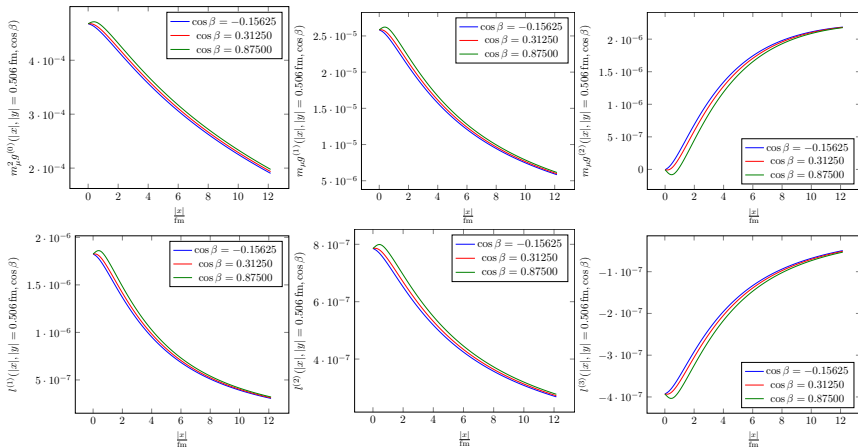 m_μ^2 g^(0)(|x|, |y| = 0.506 fm, cos β)
4 · 10^−4
3 · 10^−4
2 · 10^−4
cos β = −0.15625
cos β = 0.31250
cos β = 0.87500
0 2 4 6 8 10 12
|x|/fm
m_μ g^(1)(|x|, |y| = 0.506 fm, cos β)
2.5 · 10^−5
2 · 10^−5
1.5 · 10^−5
1 · 10^−5
5 · 10^−6
cos β = −0.15625
cos β = 0.31250
cos β = 0.87500
0 2 4 6 8 10 12
|x|/fm
m_μ g^(2)(|x|, |y| = 0.506 fm, cos β)
2 · 10^−6
1.5 · 10^−6
1 · 10^−6
5 · 10^−7
0
cos β = −0.15625
cos β = 0.31250
cos β = 0.87500
0 2 4 6 8 10 12
|x|/fm
l^(1)(|x|, |y| = 0.506 fm, cos β)
2 · 10^−6
1.5 · 10^−6
1 · 10^−6
5 · 10^−7
cos β = −0.15625
cos β = 0.31250
cos β = 0.87500
0 2 4 6 8 10 12
|x|/fm
l^(2)(|x|, |y| = 0.506 fm, cos β)
8 · 10^−7
6 · 10^−7
4 · 10^−7
cos β = −0.15625
cos β = 0.31250
cos β = 0.87500
0 2 4 6 8 10 12
|x|/fm
l^(3)(|x|, |y| = 0.506 fm, cos β)
−1 · 10^−7
−2 · 10^−7
−3 · 10^−7
−4 · 10^−7
cos β = −0.15625
cos β = 0.31250
cos β = 0.87500
0 2 4 6 8 10 12
|x|/fm